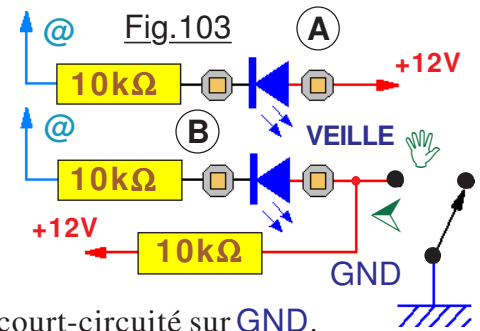 @ Fig.103 A
10kΩ +12V
@ B VEILLE
10kΩ
+12V
10kΩ GND
court-circuité sur GND.